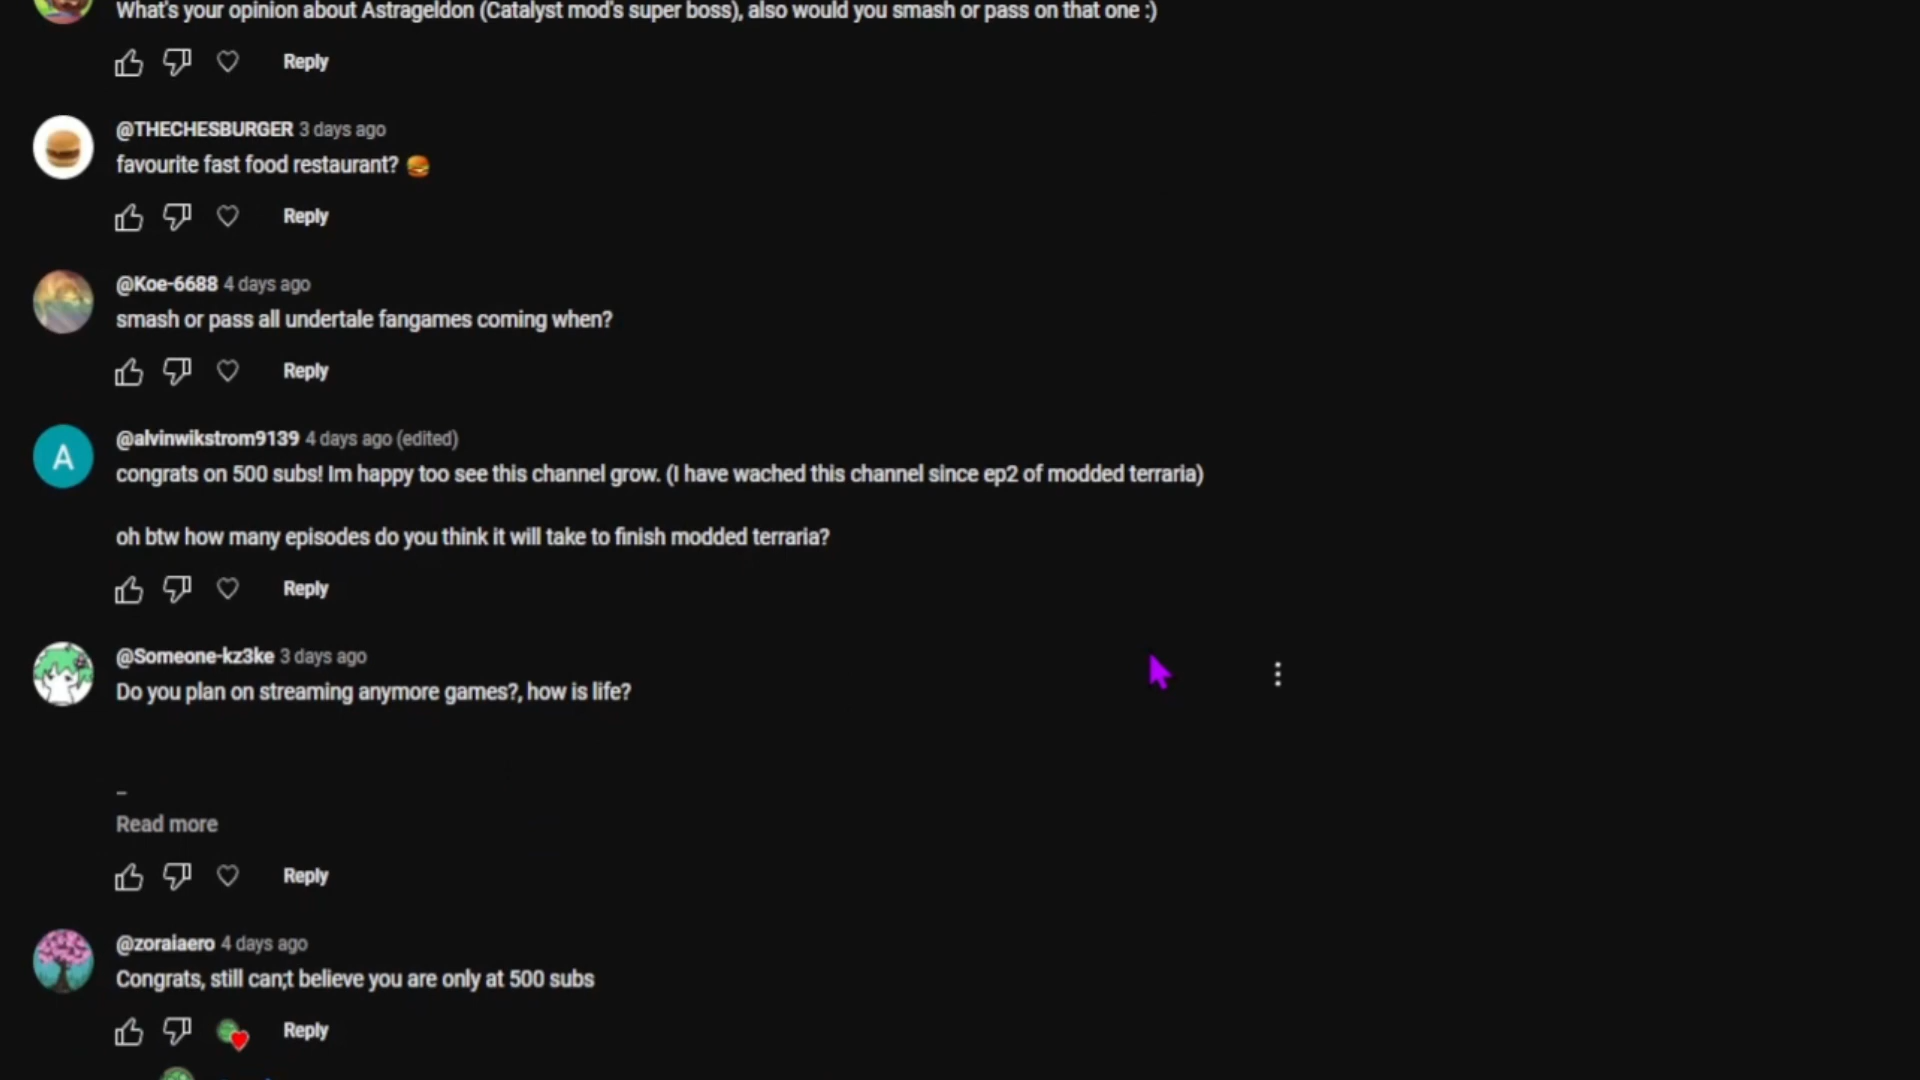 What's your opinion about Astrageldon (Catalyst mod's super boss), also would you smash or pass on that one :)
Reply
@THECHESBURGER 3 days ago
favourite fast food restaurant? 🍔
Reply
@Koe-6688 4 days ago
smash or pass all undertale fangames coming when?
Reply
A
@alvinwikstrom9139 4 days ago (edited)
congrats on 500 subs! Im happy too see this channel grow. (I have wached this channel since ep2 of modded terraria)
oh btw how many episodes do you think it will take to finish modded terraria?
Reply
@Someone-kz3ke 3 days ago
Do you plan on streaming anymore games?, how is life?
–
Read more
Reply
@zoraiaero 4 days ago
Congrats, still can;t believe you are only at 500 subs
Reply